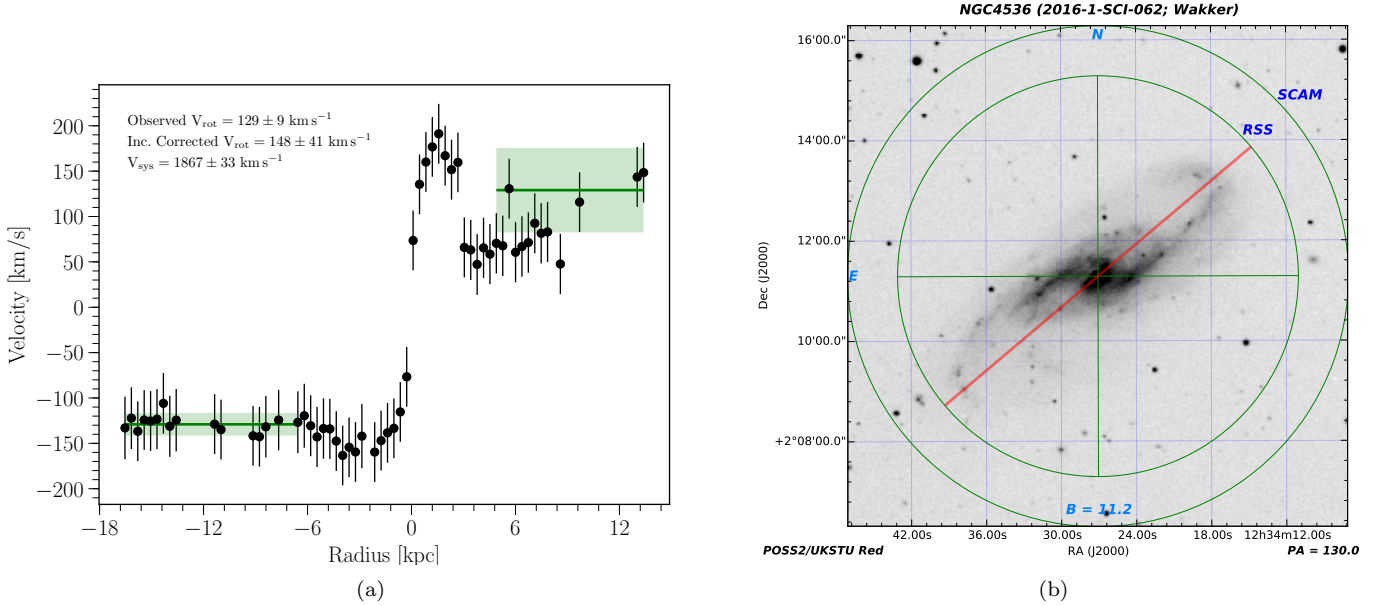 NGC4536 (2016-1-SCI-062; Wakker)
Observed V_rot = 129 ± 9 km s⁻¹
Inc. Corrected V_rot = 148 ± 41 km s⁻¹
V_sys = 1867 ± 33 km s⁻¹
Velocity [km/s]
200
150
100
50
0
−50
−100
−150
−200
−18
−12
−6
0
6
12
Radius [kpc]
(a)
N
SCAM
RSS
E
B = 11.2
Dec (J2000)
16'00.0"
14'00.0"
12'00.0"
10'00.0"
+2°08'00.0"
42.00s
36.00s
30.00s
24.00s
18.00s
12h34m12.00s
RA (J2000)
POSS2/UKSTU Red
PA = 130.0
(b)